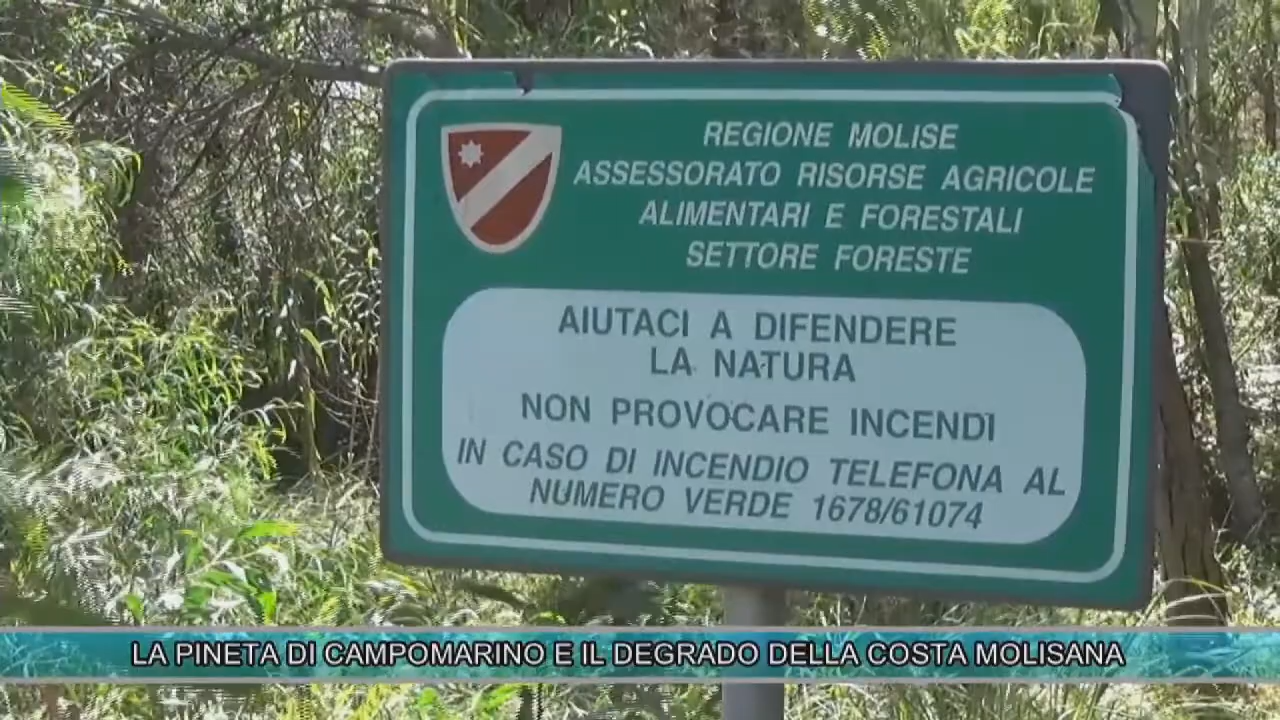 REGIONE MOLISE
ASSESSORATO RISORSE AGRICOLE
ALIMENTARI E FORESTALI
SETTORE FORESTE
AIUTACI A DIFENDERE
LA NATURA
NON PROVOCARE INCENDI
IN CASO DI INCENDIO TELEFONA AL
NUMERO VERDE 1678/61074
LA PINETA DI CAMPOMARINO E IL DEGRADO DELLA COSTA MOLISANA